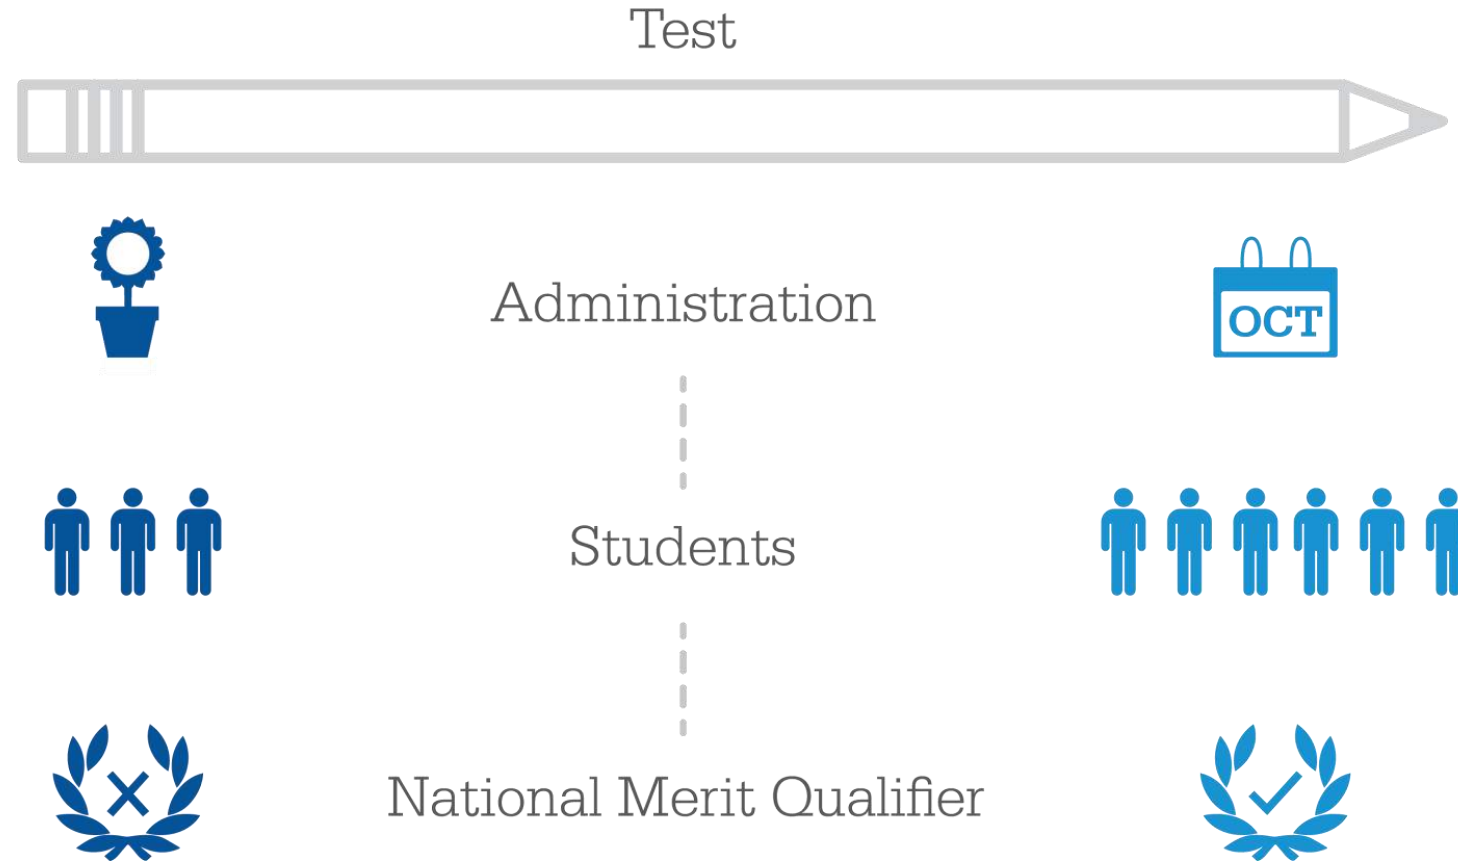 Test
Administration
OCT
Students
National Merit Qualifier